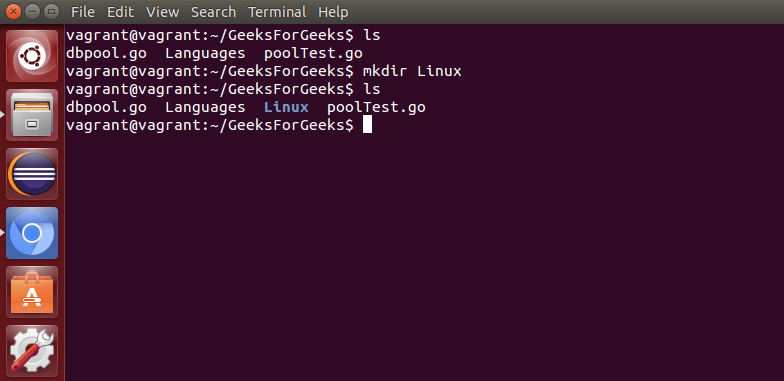 File Edit View Search Terminal Help
vagrant@vagrant:~/GeeksForGeeks$ ls
dbpool.go  Languages  poolTest.go
vagrant@vagrant:~/GeeksForGeeks$ mkdir Linux
vagrant@vagrant:~/GeeksForGeeks$ ls
dbpool.go  Languages  Linux  poolTest.go
vagrant@vagrant:~/GeeksForGeeks$